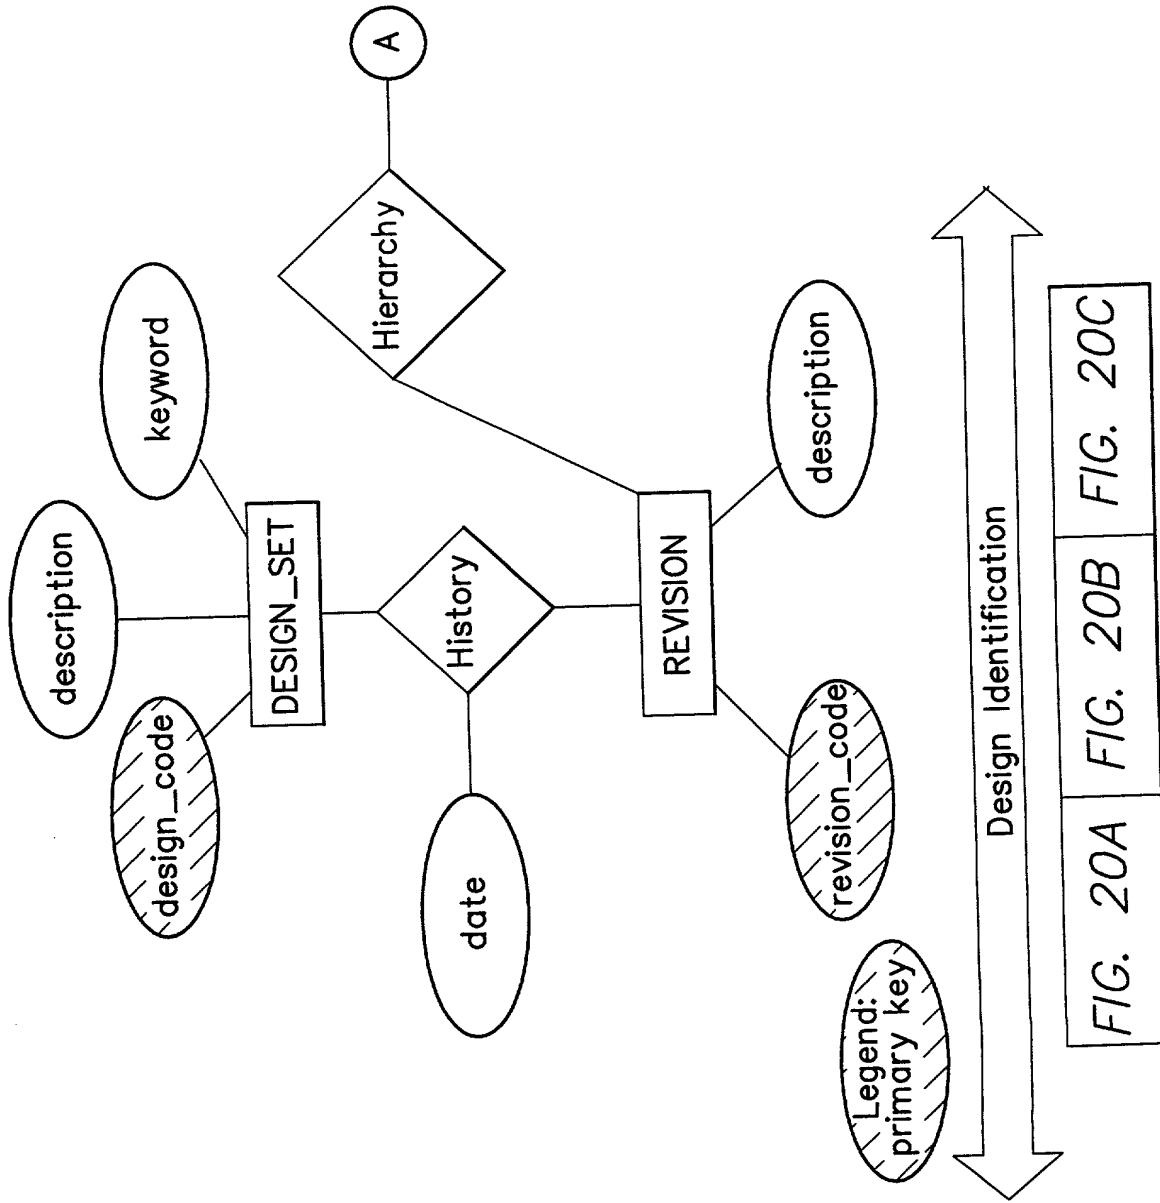 description
design_code
keyword
DESIGN_SET
A
Hierarchy
History
date
REVISION
revision_code
description
Legend:
primary key
Design Identification
FIG. 20A
FIG. 20B
FIG. 20C